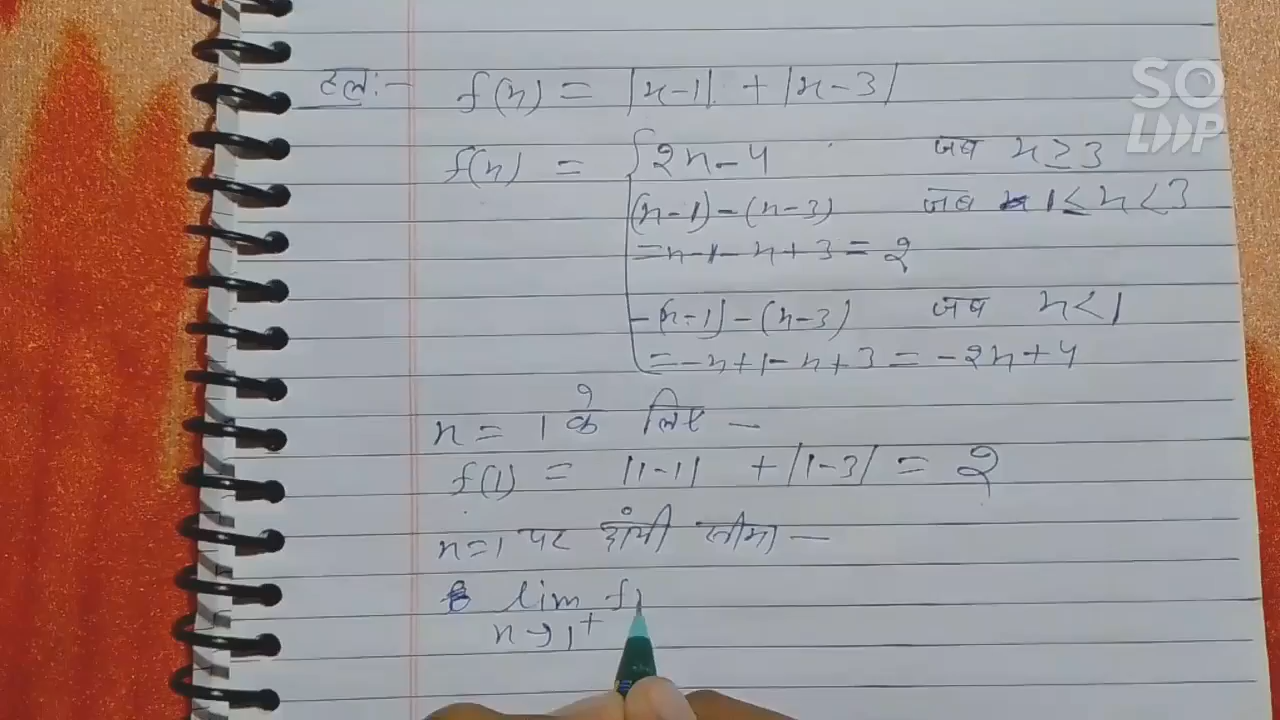 SO
LOOP
हल:- f(x) = |x-1| + |x-3|
f(x) = { 2x-4 जब x ≥ 3
(x-1)-(x-3) जब 1 ≤ x < 3
= x-1-x+3 = 2
-(x-1)-(x-3) जब x < 1
= -x+1-x+3 = -2x+4
x = 1 के लिए -
f(1) = |1-1| + |1-3| = 2
x=1 पर दांयी सीमा -
lim f(
x→1+